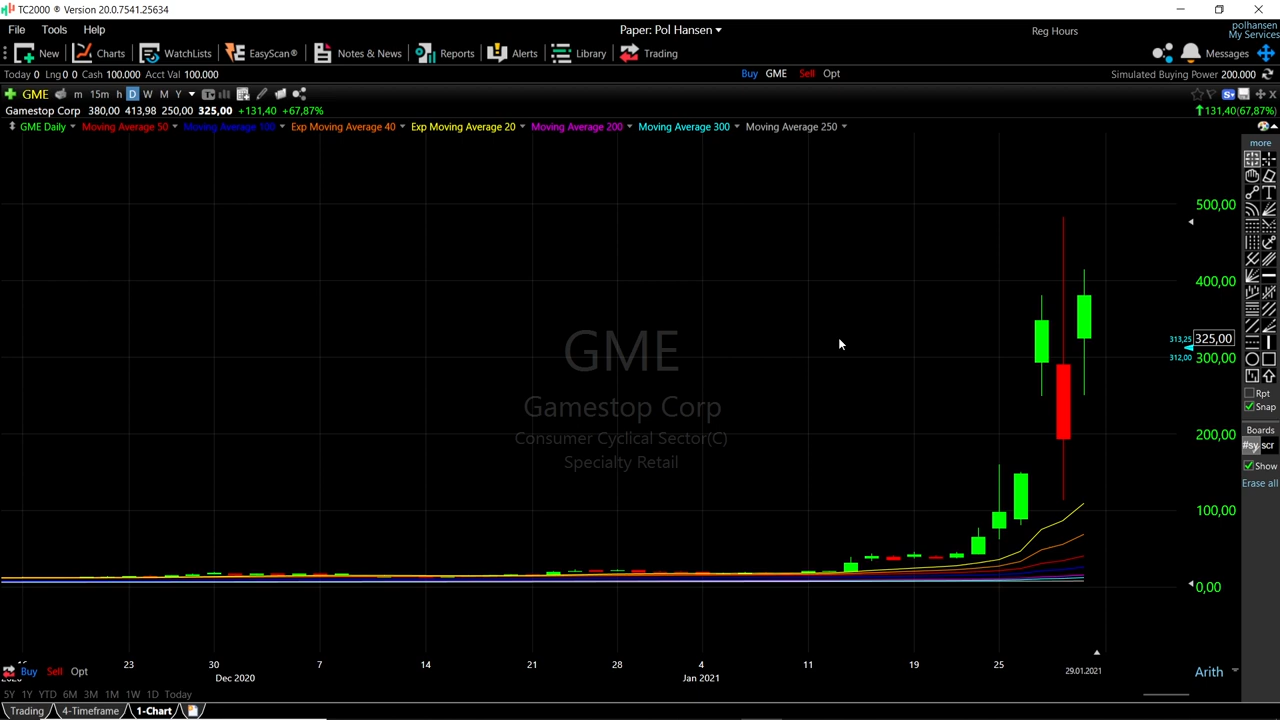 TC2000 ® Version 20.0.7541.25634
File Tools Help Paper: Pol Hansen Reg Hours polhansen
My Services
New Charts WatchLists EasyScan® Notes & News Reports Alerts Library Trading Messages
Today 0 Lng 0 0 Cash 100.000 Acct Val 100.000 Buy GME Sell Opt Simulated Buying Power 200.000
GME m 15m h D W M Y
Gamestop Corp 380,00 413,98 250,00 325,00 +131,40 +67,87% 131,40(67,87%)
GME Daily Moving Average 50 Moving Average 100 Exp Moving Average 40 Exp Moving Average 20 Moving Average 200 Moving Average 300 Moving Average 250
more
500,00
400,00
313,25 325,00
312,00 300,00
200,00
100,00
0,00
GME
Gamestop Corp
Consumer Cyclical Sector(C)
Specialty Retail
Rpt
Snap
Boards
#sy scr
Show
Erase all
23 30 7 14 21 28 4 11 19 25 29.01.2021
Dec 2020 Jan 2021
Buy Sell Opt Arith
5Y 1Y YTD 6M 3M 1M 1W 1D Today
Trading 4-Timeframe 1-Chart